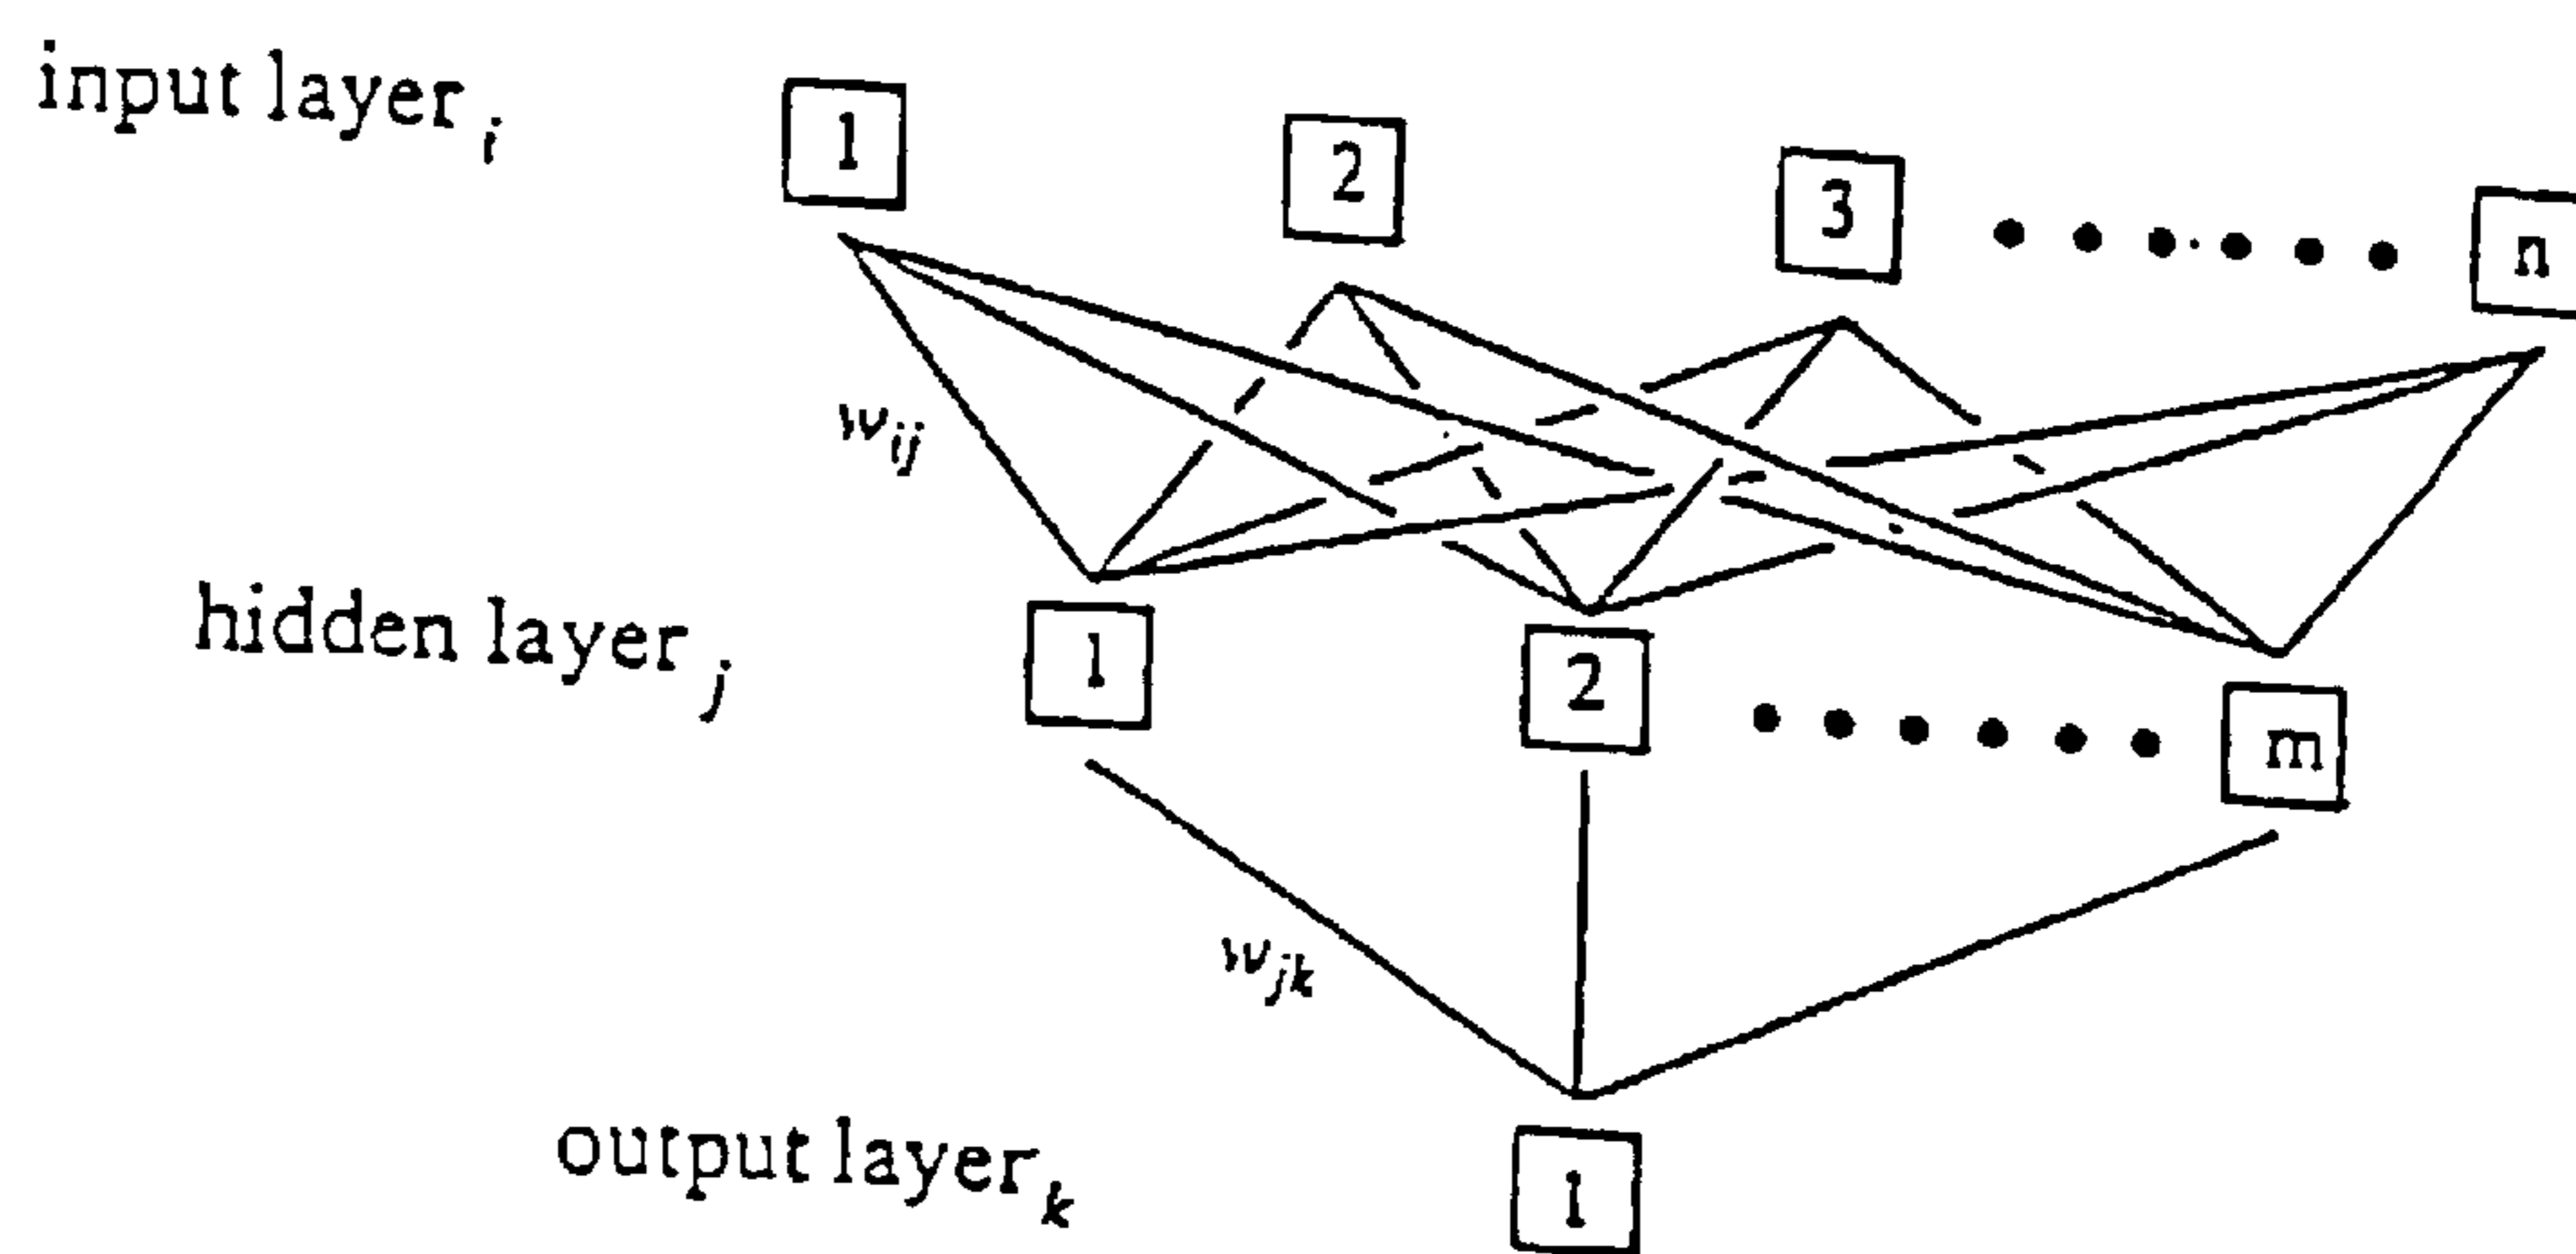 input layer i 1 2 3 n
w ij
hidden layer j 1 2 m
w jk
output layer k 1